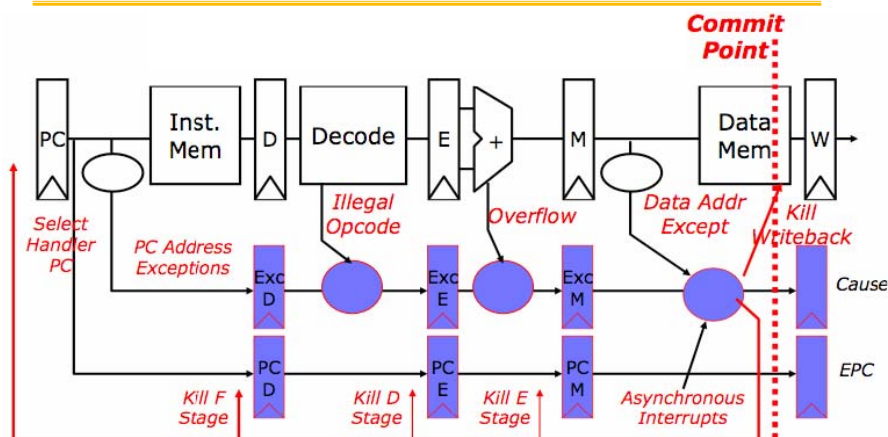 Commit
Point
PC
Inst.
Mem
D
Decode
E
+
M
Data
Mem
W
Select
Handler
PC
PC Address
Exceptions
Illegal
Opcode
Overflow
Data Addr
Except
Kill
Writeback
Exc
D
Exc
E
Exc
M
Cause
PC
D
PC
E
PC
M
EPC
Kill F
Stage
Kill D
Stage
Kill E
Stage
Asynchronous
Interrupts